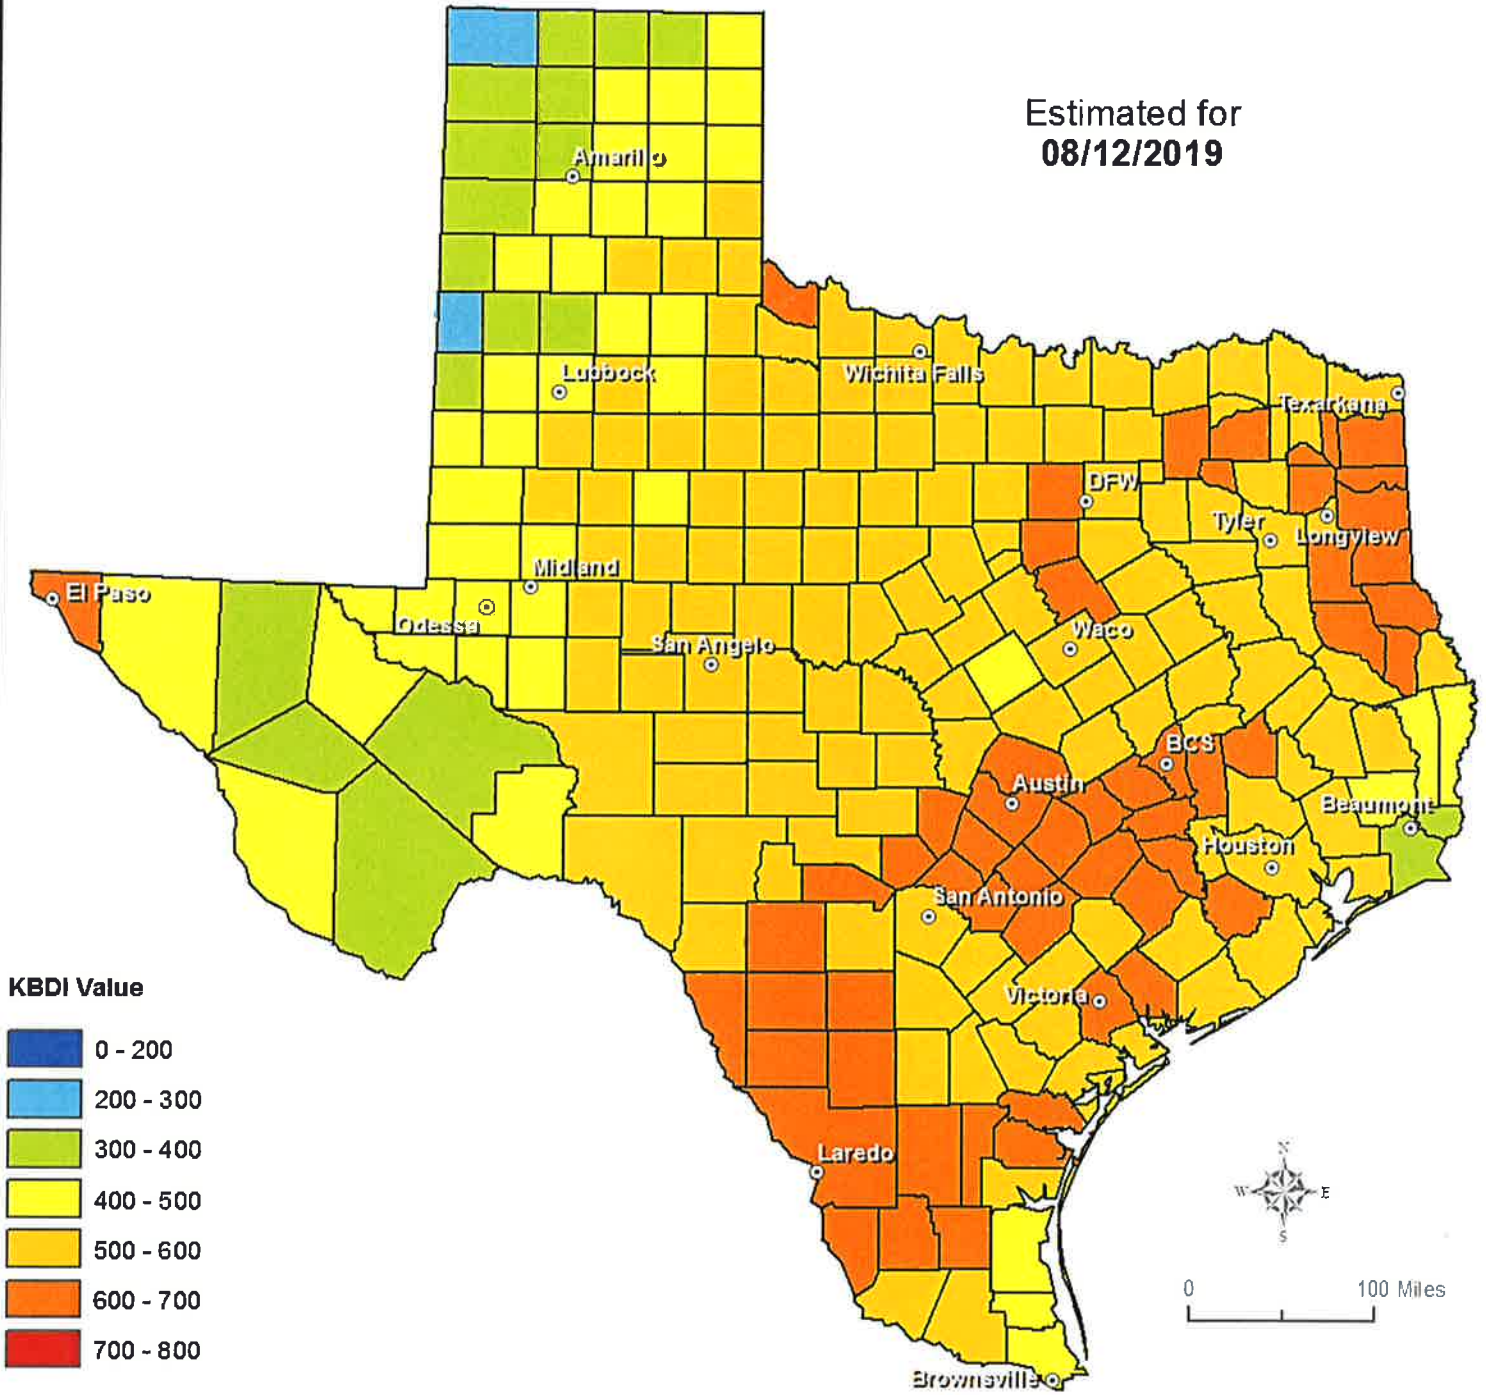 Estimated for
08/12/2019
Amarillo
Lubbock
Wichita Falls
Texarkana
DFW
Tyler
Longview
Midland
El Paso
Odessa
San Angelo
Waco
BCS
Austin
Beaumont
Houston
San Antonio
Victoria
Laredo
Brownsville
KBDI Value
0 - 200
200 - 300
300 - 400
400 - 500
500 - 600
600 - 700
700 - 800
N
W E
S
0 100 Miles